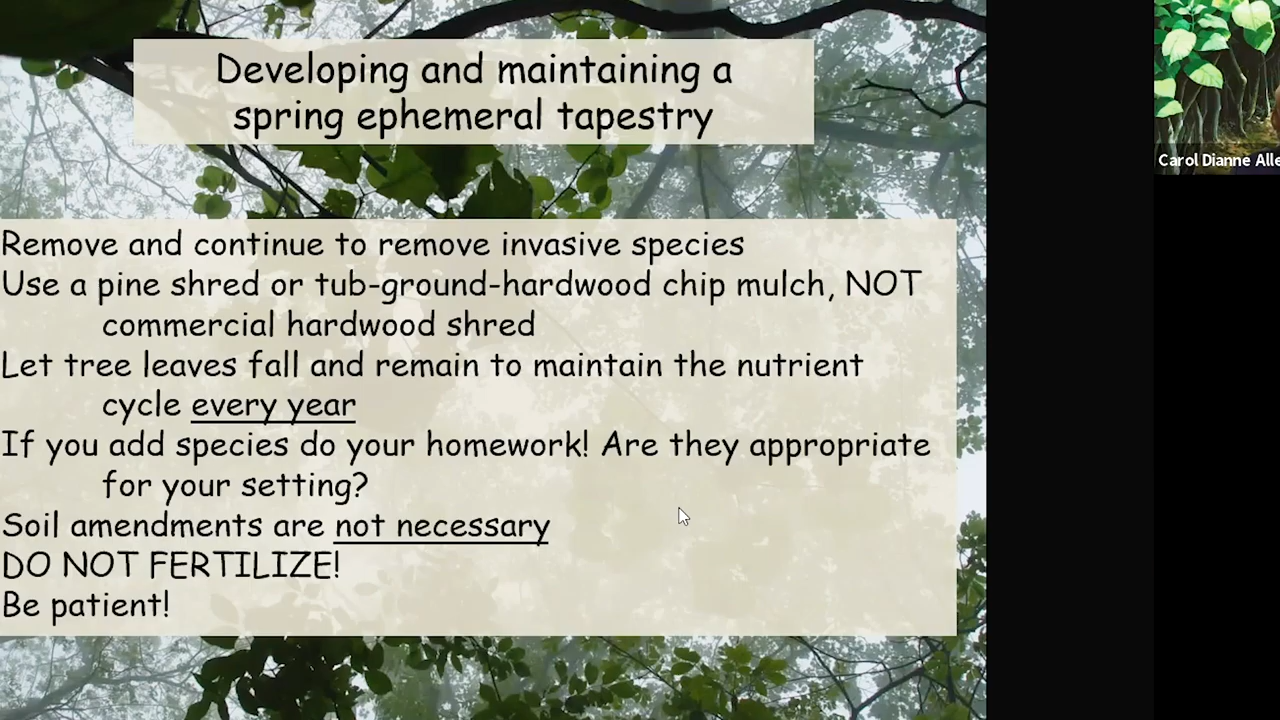 Developing and maintaining a
spring ephemeral tapestry
Carol Dianne Alle
Remove and continue to remove invasive species
Use a pine shred or tub-ground-hardwood chip mulch, NOT
commercial hardwood shred
Let tree leaves fall and remain to maintain the nutrient
cycle every year
If you add species do your homework! Are they appropriate
for your setting?
Soil amendments are not necessary
DO NOT FERTILIZE!
Be patient!